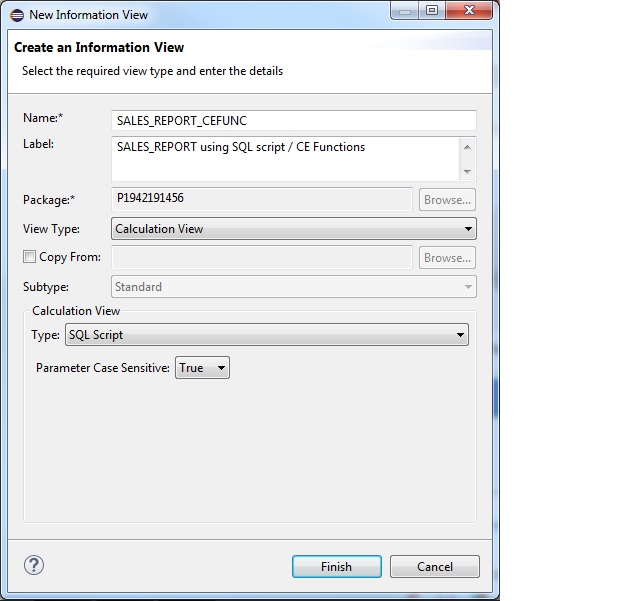 New Information View
Create an Information View
Select the required view type and enter the details
Name:* SALES_REPORT_CEFUNC
Label: SALES_REPORT using SQL script / CE Functions
Package:* P1942191456 Browse...
View Type: Calculation View
Copy From: Browse...
Subtype: Standard
Calculation View
Type: SQL Script
Parameter Case Sensitive: True
? Finish Cancel